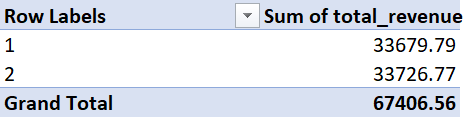 Row Labels Sum of total_revenue
1 33679.79
2 33726.77
Grand Total 67406.56